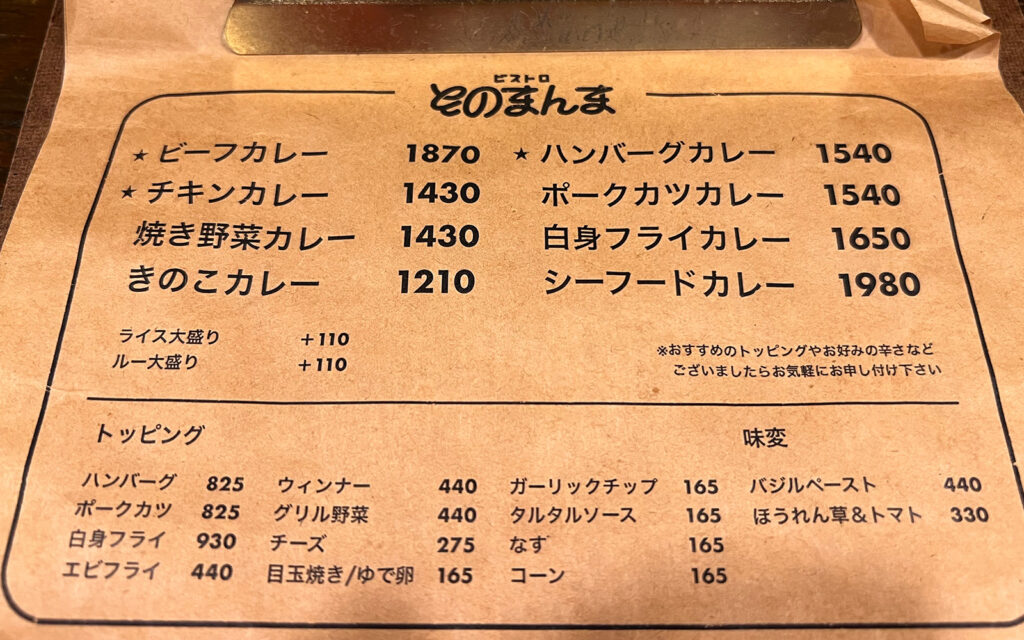 ビストロ
そのまんま
★ ビーフカレー 1870 ★ ハンバーグカレー 1540
★ チキンカレー 1430 ポークカツカレー 1540
焼き野菜カレー 1430 白身フライカレー 1650
きのこカレー 1210 シーフードカレー 1980
ライス大盛り +110
ルー大盛り +110
※おすすめのトッピングやお好みの辛さなど
ございましたらお気軽にお申し付け下さい
トッピング 味変
ハンバーグ 825 ウィンナー 440 ガーリックチップ 165 バジルペースト 440
ポークカツ 825 グリル野菜 440 タルタルソース 165 ほうれん草&トマト 330
白身フライ 930 チーズ 275 なす 165
エビフライ 440 目玉焼き/ゆで卵 165 コーン 165